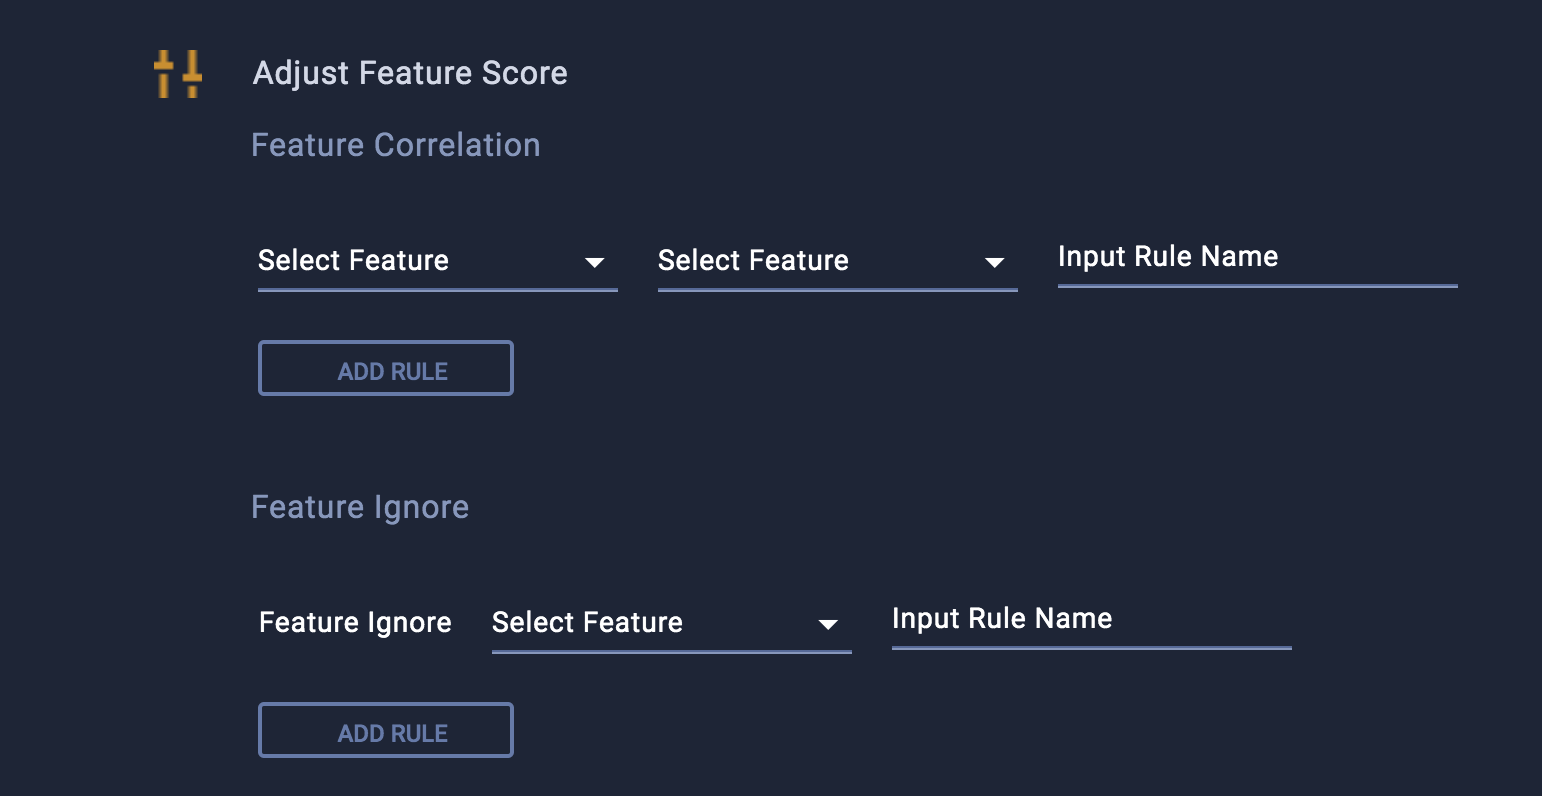 Adjust Feature Score
Feature Correlation
Select Feature Select Feature Input Rule Name
ADD RULE
Feature Ignore
Feature Ignore Select Feature Input Rule Name
ADD RULE